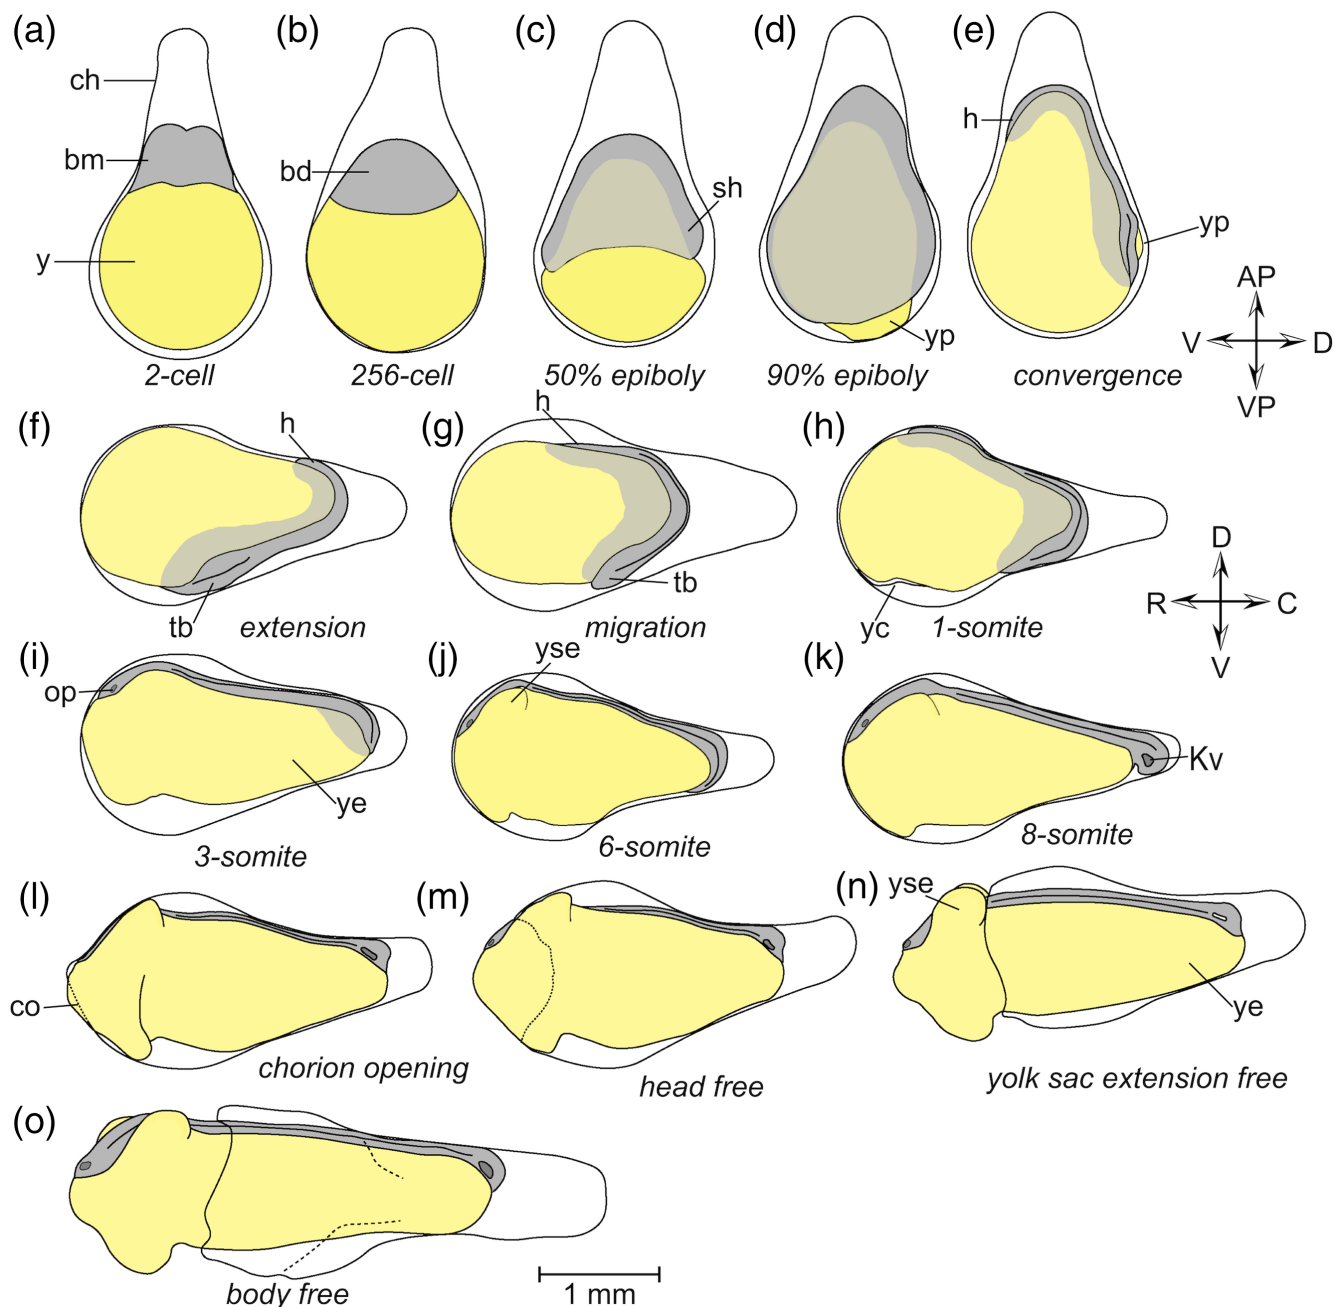 (a)
(b)
(c)
(d)
(e)
ch
bm
y
bd
sh
yp
h
yp
AP
V D
VP
2-cell
256-cell
50% epiboly
90% epiboly
convergence
(f)
(g)
(h)
h
tb
h
tb
yc
extension
migration
1-somite
D
R C
V
(i)
(j)
(k)
op
ye
yse
Kv
3-somite
6-somite
8-somite
(l)
(m)
(n)
co
yse
ye
chorion opening
head free
yolk sac extension free
(o)
body free
1 mm